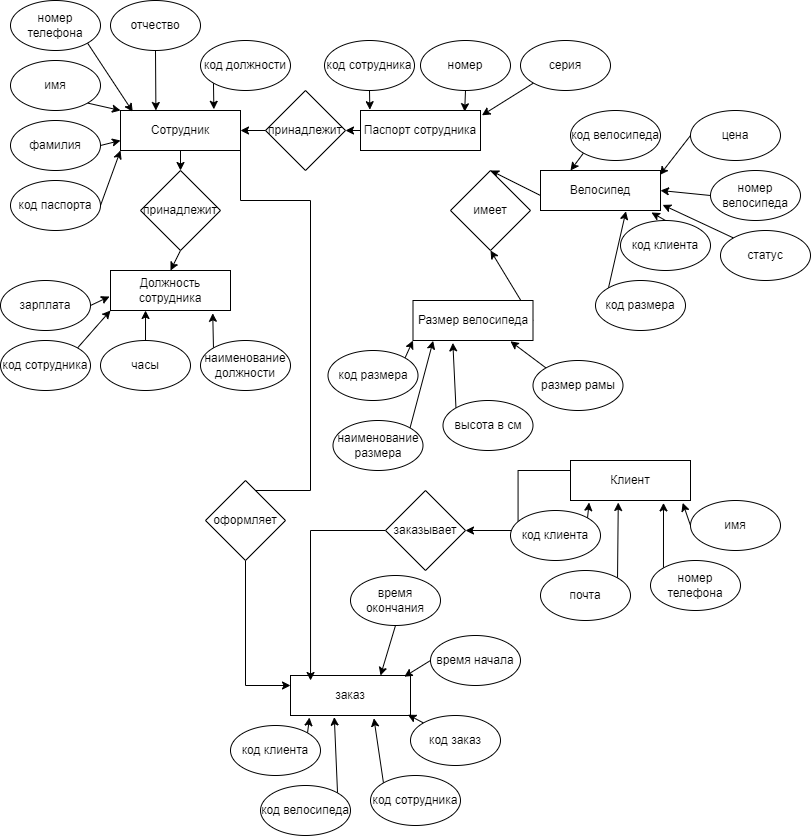 номер
телефона
отчество
код должности
имя
фамилия
код паспорта
Сотрудник
принадлежит
код сотрудника
номер
серия
Паспорт сотрудника
код велосипеда
цена
Велосипед
номер
велосипеда
код клиента
статус
код размера
имеет
принадлежит
Должность
сотрудника
зарплата
код сотрудника
часы
наименование
должности
Размер велосипеда
код размера
размер рамы
наименование
размера
высота в см
Клиент
код клиента
имя
почта
номер
телефона
оформляет
заказывает
время
окончания
время начала
заказ
код клиента
код заказ
код велосипеда
код сотрудника